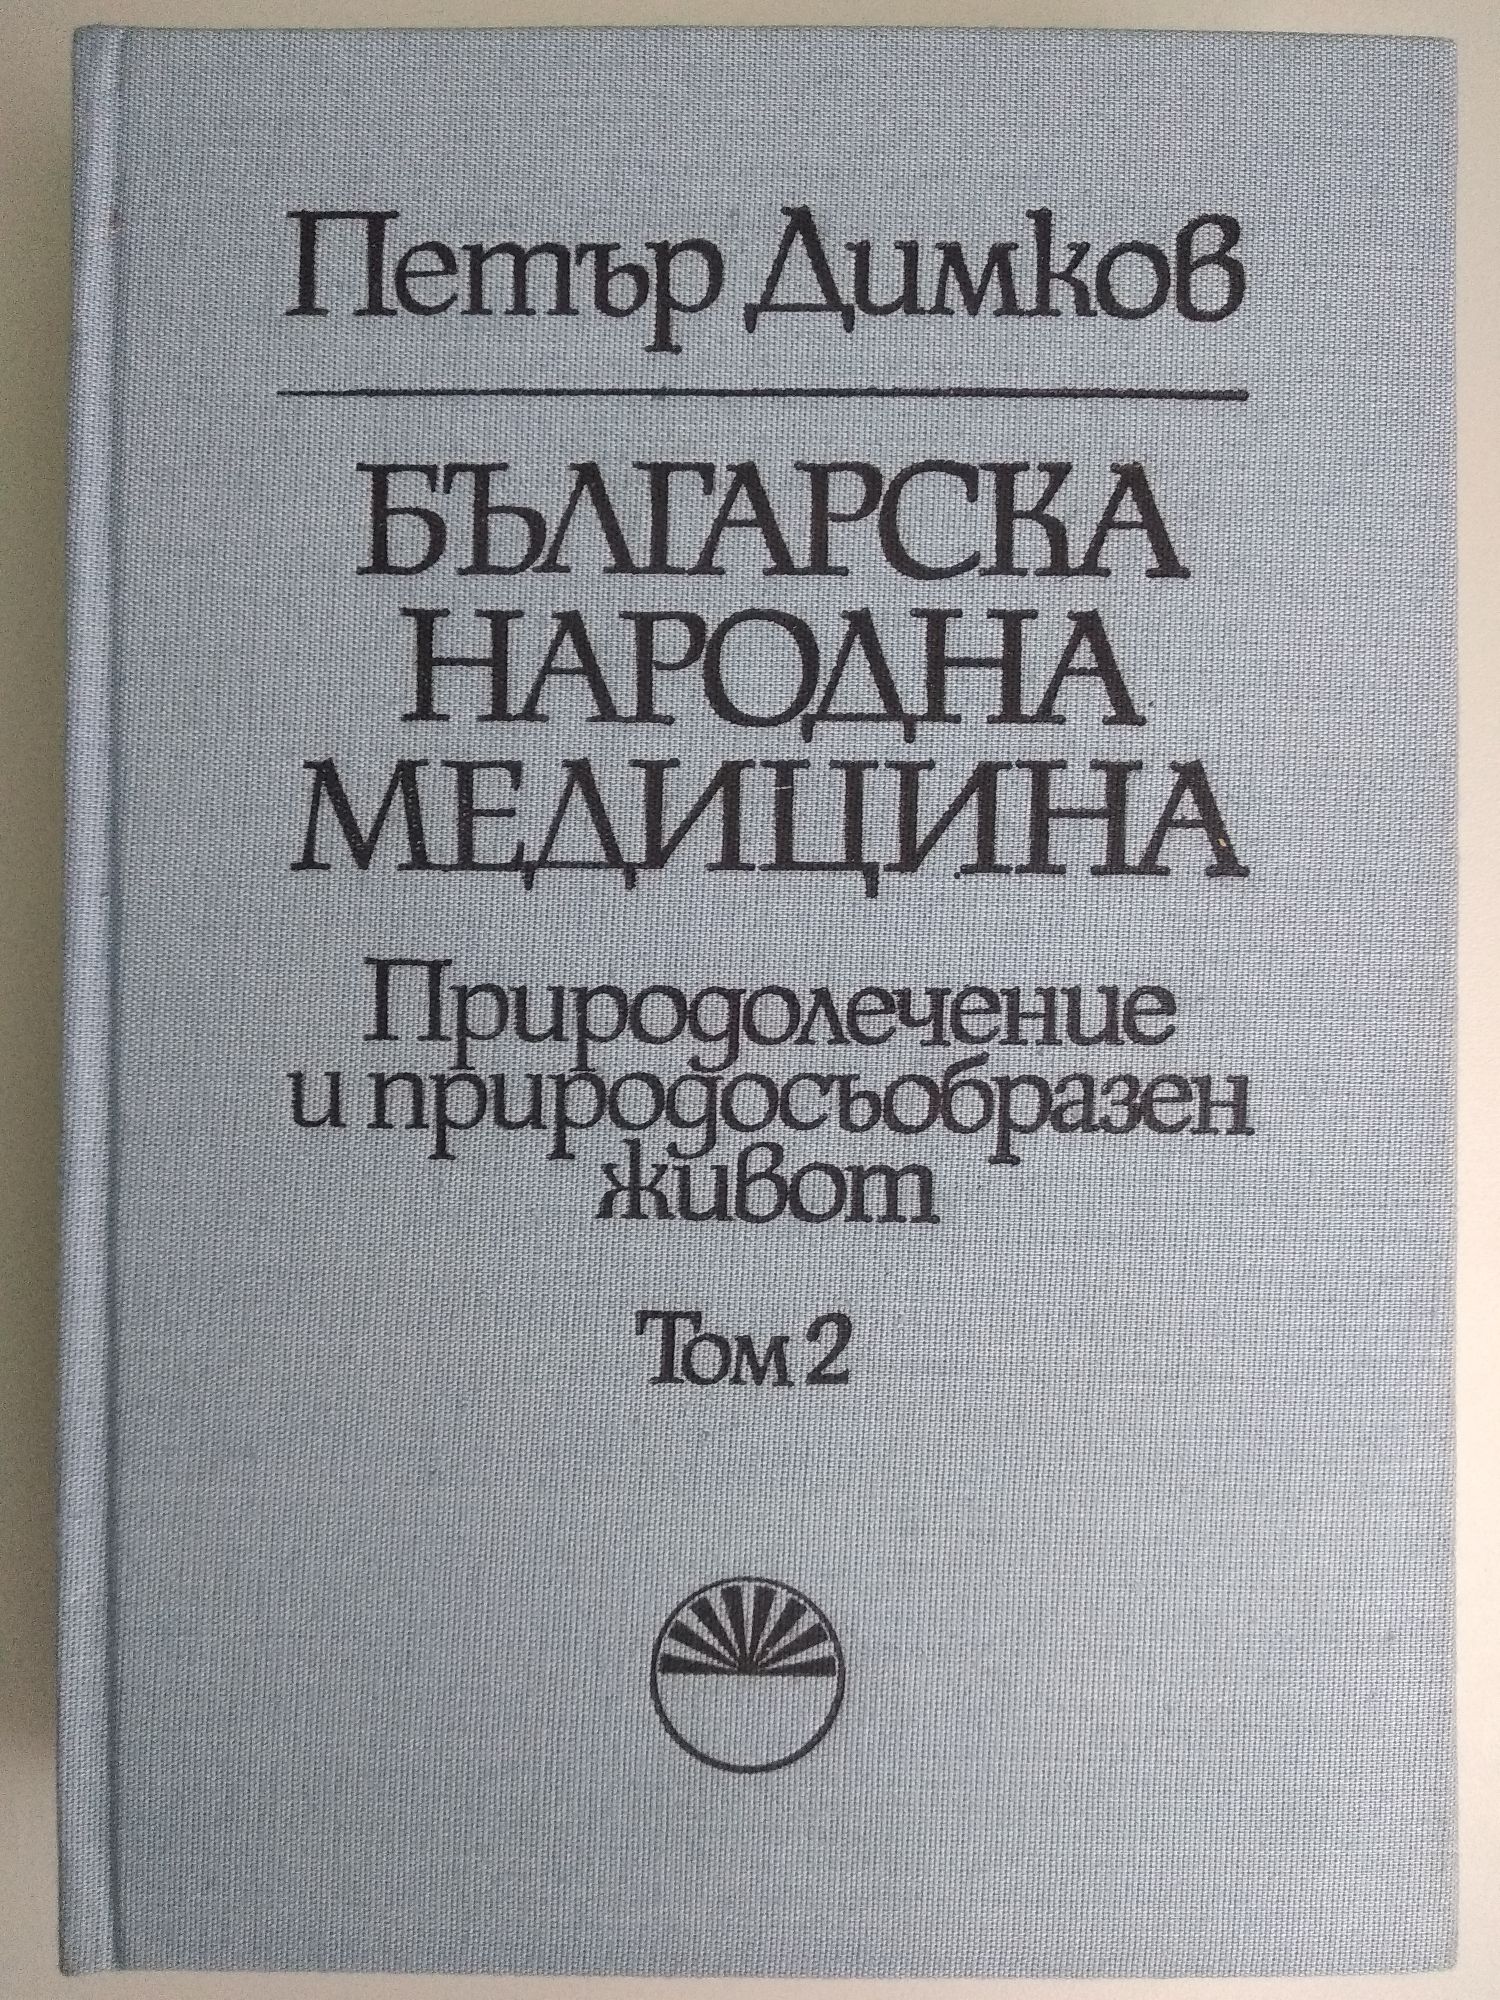 Петър Димков
БЪЛГАРСКА
НАРОДНА
МЕДИЦИНА
Природолечение
и природосъобразен
живот
Том 2